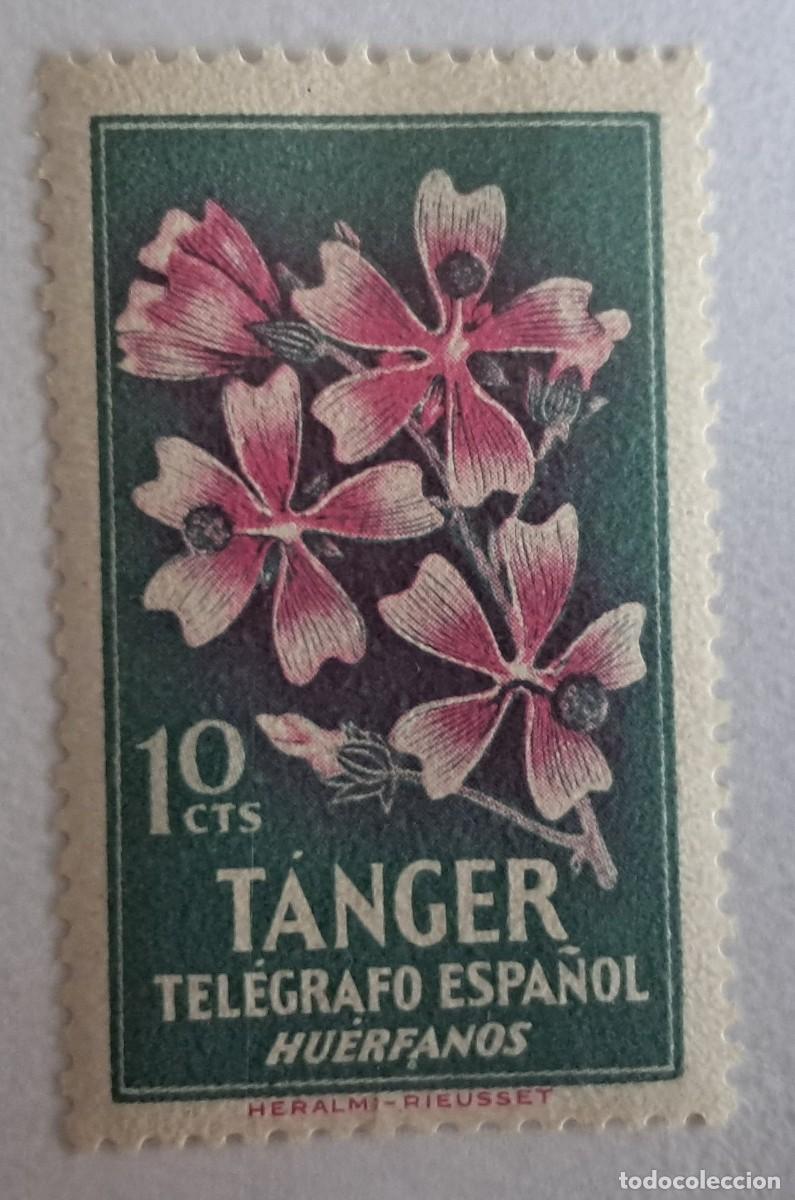 10
CTS
TÁNGER
TELÉGRAFO ESPAÑOL
HUÉRFANOS
HERALMI-RIEUSSET
todocoleccion